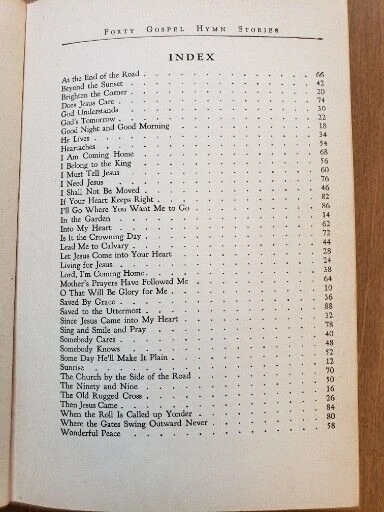 FORTY GOSPEL HYMN STORIES
INDEX
At the End of the Road . . . . 66
Beyond the Sunset . . . . 42
Brighten the Corner . . . . 20
Does Jesus Care . . . . 74
God Understands . . . . 30
God's Tomorrow . . . . 22
Good Night and Good Morning . . . . 18
He Lives . . . . 34
Heartaches . . . . 54
I Am Coming Home . . . . 68
I Belong to the King . . . . 56
I Must Tell Jesus . . . . 60
I Need Jesus . . . . 76
I Shall Not Be Moved . . . . 46
If Your Heart Keeps Right . . . . 82
I'll Go Where You Want Me to Go . . . . 86
In the Garden . . . . 14
Into My Heart . . . . 62
Is It the Crowning Day . . . . 72
Lead Me to Calvary . . . . 44
Let Jesus Come into Your Heart . . . . 28
Living for Jesus . . . . 24
Lord, I'm Coming Home . . . . 38
Mother's Prayers Have Followed Me . . . . 64
O That Will Be Glory for Me . . . . 10
Saved By Grace . . . . 36
Saved to the Uttermost . . . . 88
Since Jesus Came into My Heart . . . . 32
Sing and Smile and Pray . . . . 78
Somebody Cares . . . . 40
Somebody Knows . . . . 48
Some Day He'll Make It Plain . . . . 52
Sunrise . . . . 12
The Church by the Side of the Road . . . . 70
The Ninety and Nine . . . . 50
The Old Rugged Cross . . . . 16
Then Jesus Came . . . . 26
When the Roll Is Called up Yonder . . . . 84
Where the Gates Swing Outward Never . . . . 80
Wonderful Peace . . . . 58